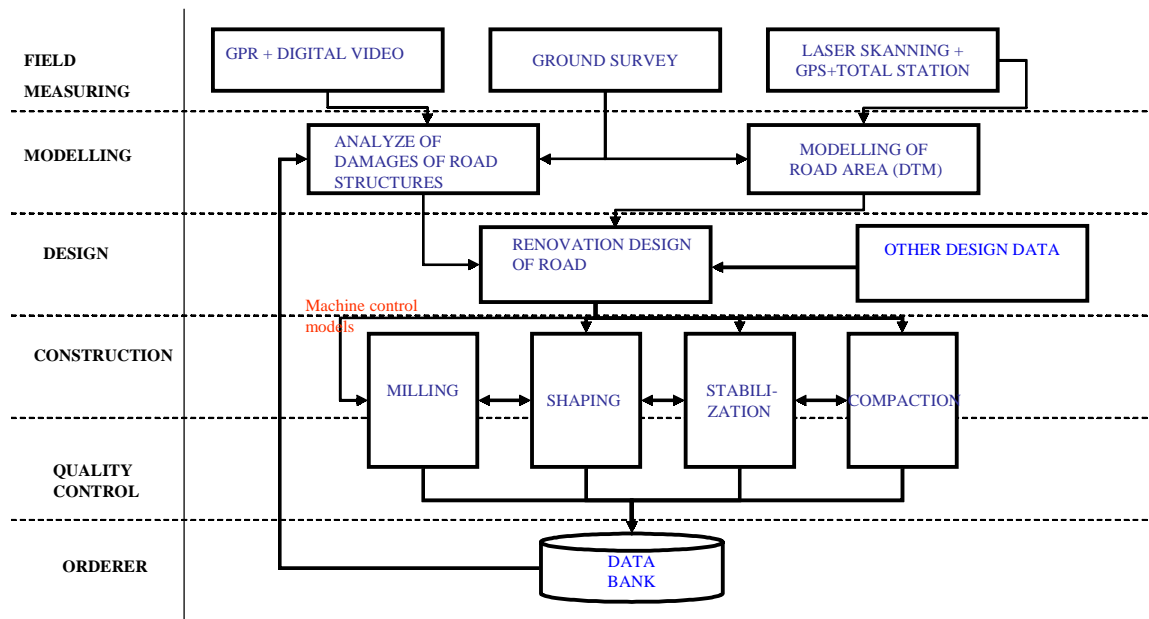 FIELD
MEASURING
GPR + DIGITAL VIDEO
GROUND SURVEY
LASER SKANNING +
GPS+TOTAL STATION
MODELLING
ANALYZE OF
DAMAGES OF ROAD
STRUCTURES
MODELLING OF
ROAD AREA (DTM)
DESIGN
RENOVATION DESIGN
OF ROAD
OTHER DESIGN DATA
Machine control
models
CONSTRUCTION
MILLING
SHAPING
STABILI-
ZATION
COMPACTION
QUALITY
CONTROL
ORDERER
DATA
BANK